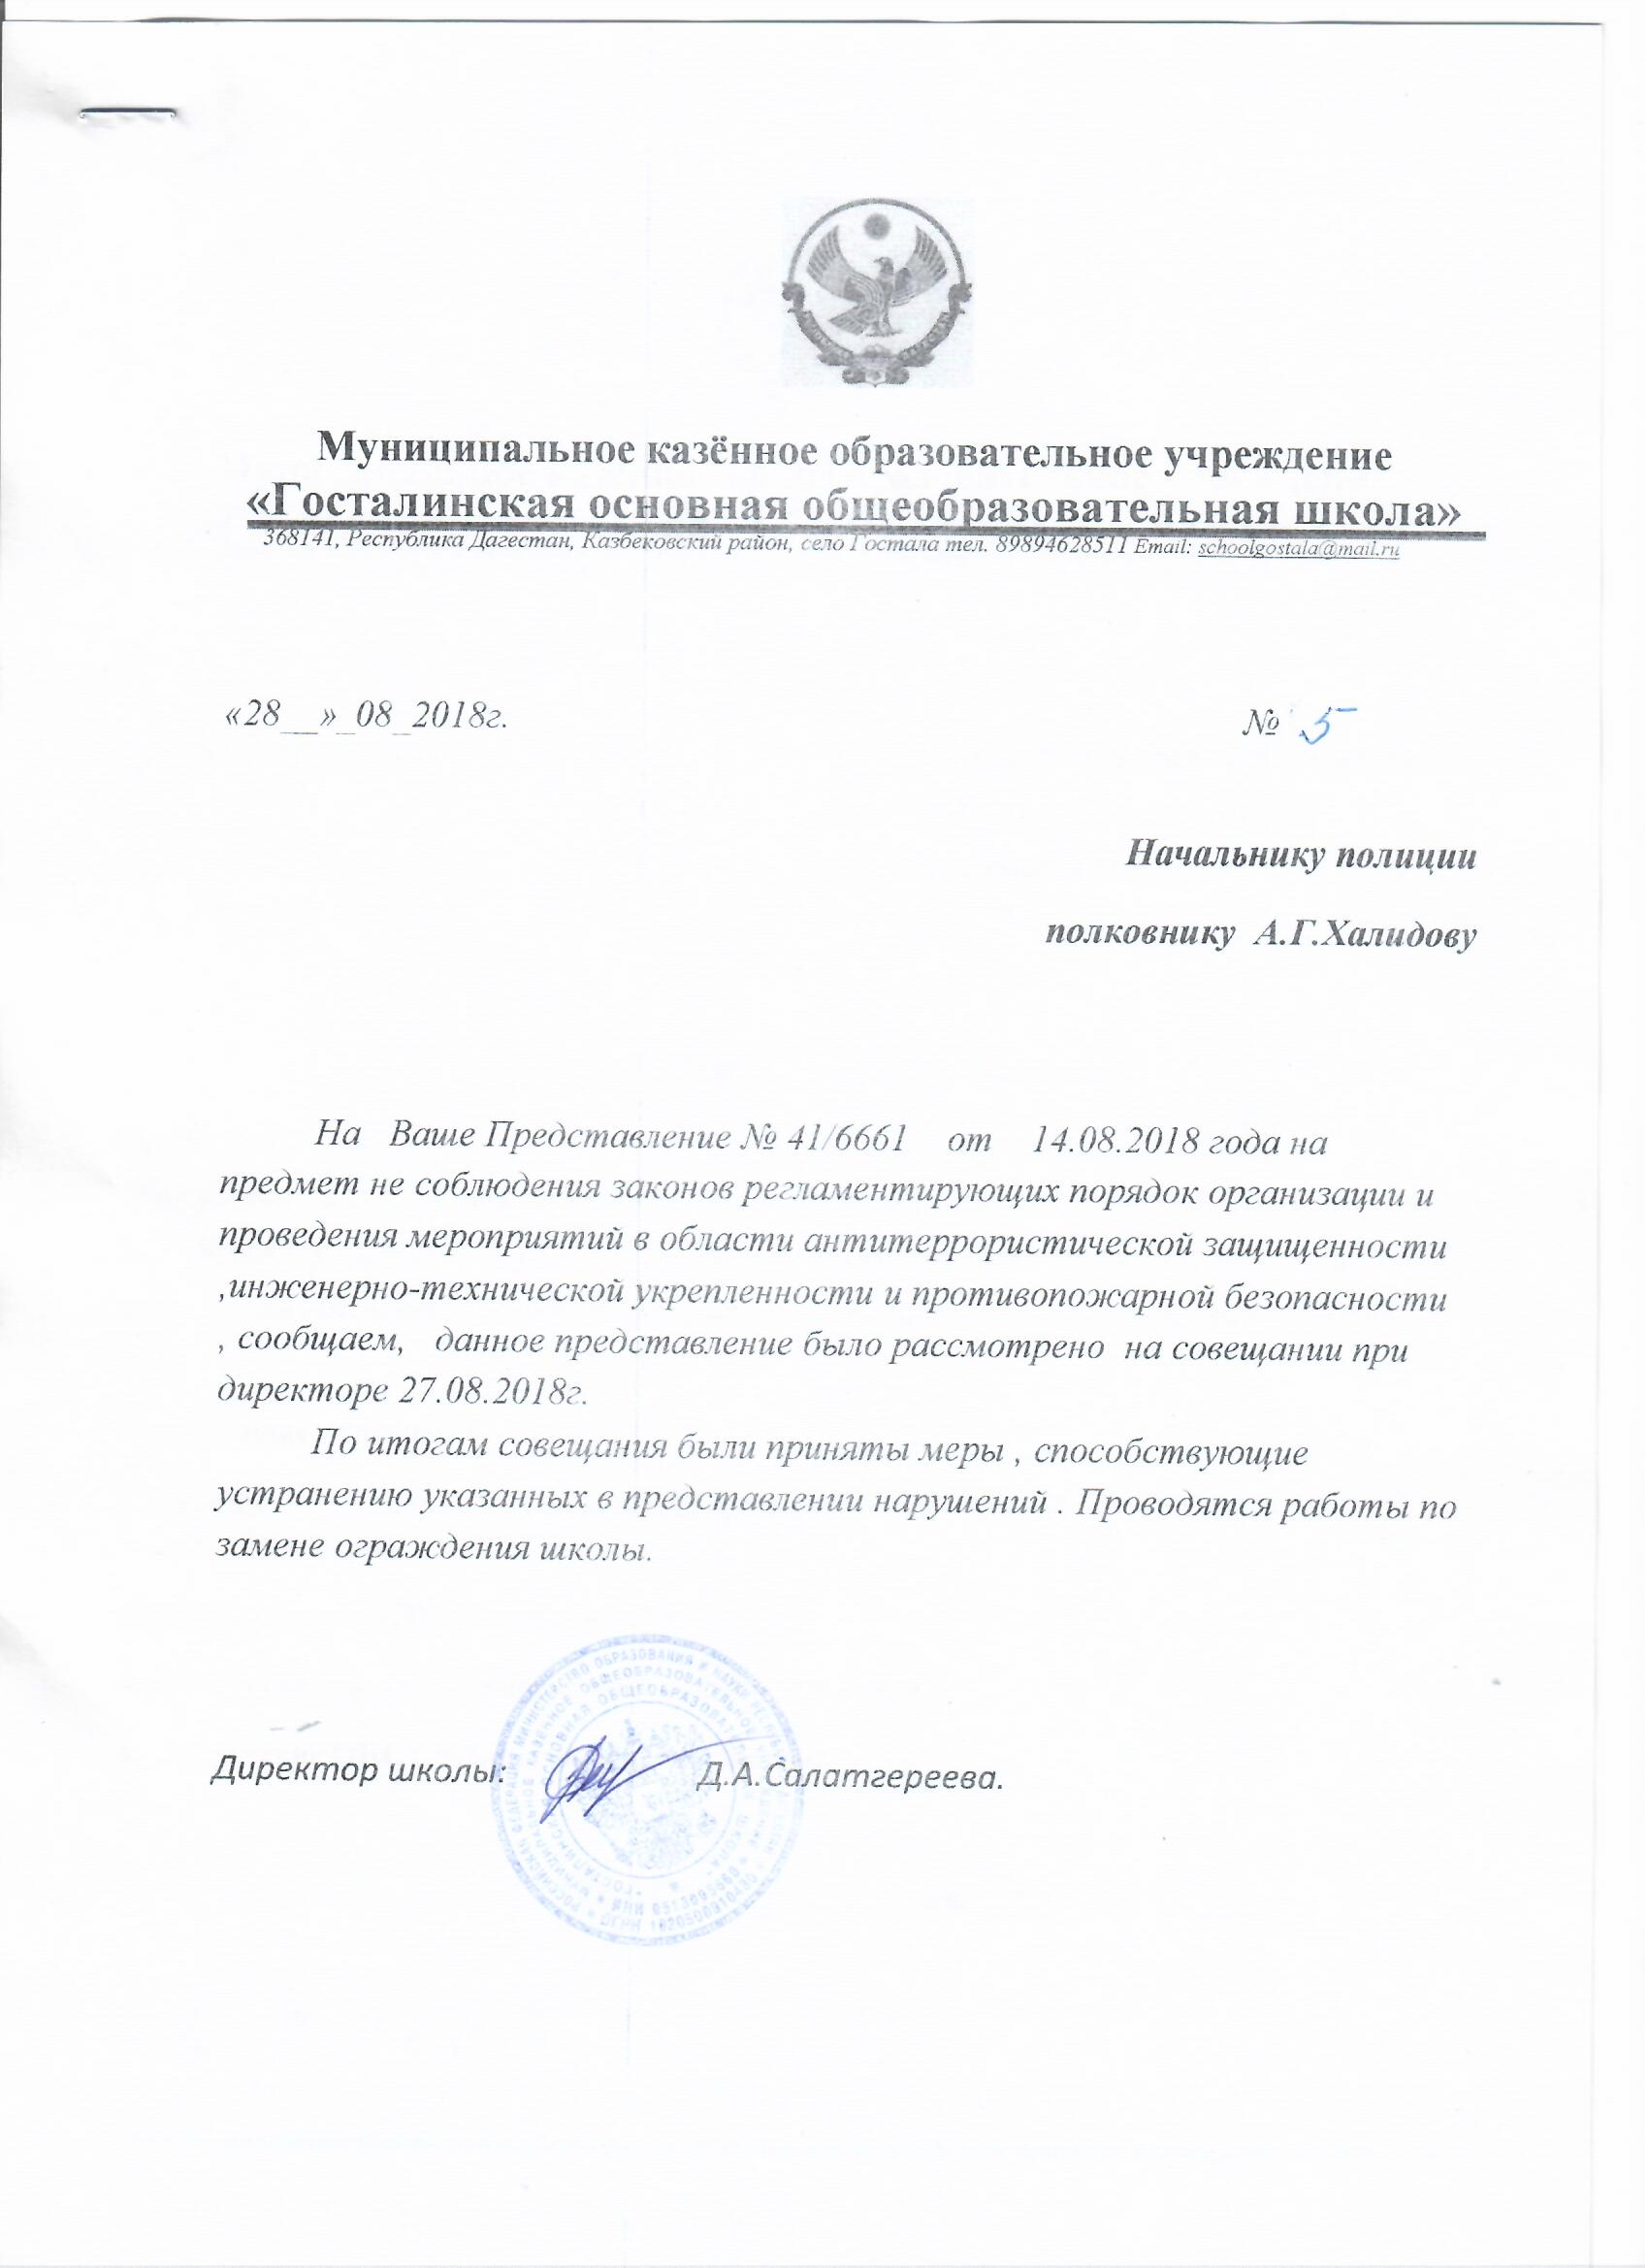 Муниципальное казённое образовательное учреждение
«Госталинская основная общеобразовательная школа»
368141, Республика Дагестан, Казбековский район, село Гостала тел. 89894628511 Email: schoolgostala@mail.ru
«28__»_08_2018г. № 5
Начальнику полиции
полковнику А.Г.Халидову
На Ваше Представление № 41/6661 от 14.08.2018 года на
предмет не соблюдения законов регламентирующих порядок организации и
проведения мероприятий в области антитеррористической защищенности
,инженерно-технической укрепленности и противопожарной безопасности
, сообщаем, данное представление было рассмотрено на совещании при
директоре 27.08.2018г.
По итогам совещания были приняты меры , способствующие
устранению указанных в представлении нарушений . Проводятся работы по
замене ограждения школы.
Директор школы: Д.А.Салатгереева.